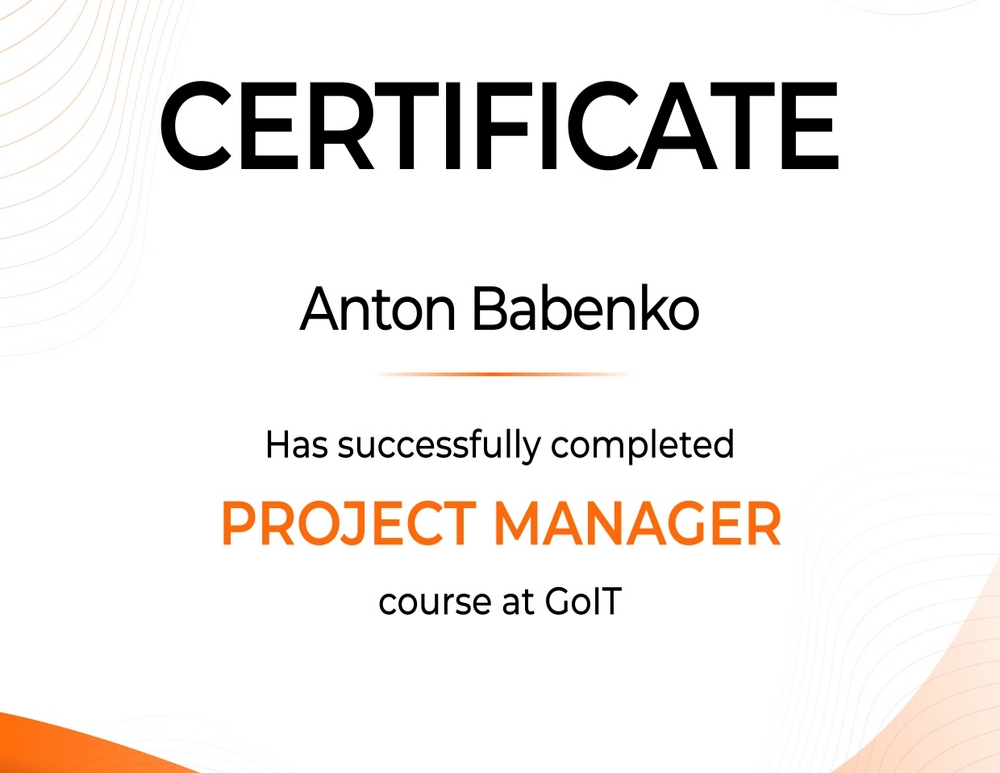 CERTIFICATE
Anton Babenko
Has successfully completed
PROJECT MANAGER
course at GoIT